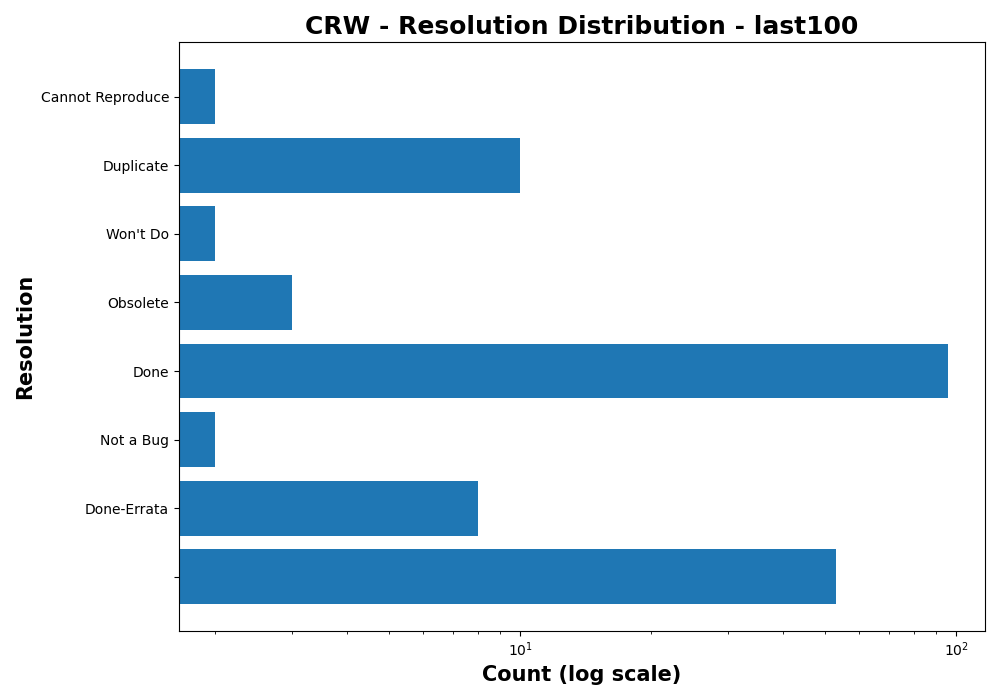 CRW - Resolution Distribution - last100
Cannot Reproduce
Duplicate
Won't Do
Obsolete
Done
Not a Bug
Done-Errata
Resolution
10¹
10²
Count (log scale)